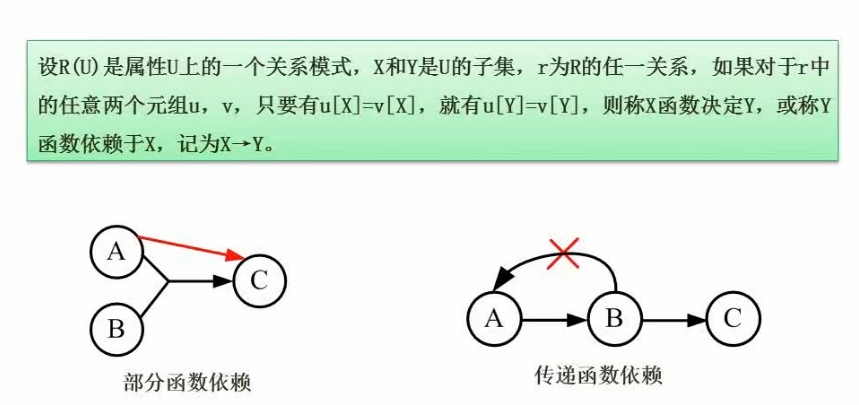 设R(U)是属性U上的一个关系模式，X和Y是U的子集，r为R的任一关系，如果对于r中
的任意两个元组u，v，只要有u[X]=v[X]，就有u[Y]=v[Y]，则称X函数决定Y，或称Y
函数依赖于X，记为X→Y。
A
C
B
部分函数依赖
A
B
C
传递函数依赖